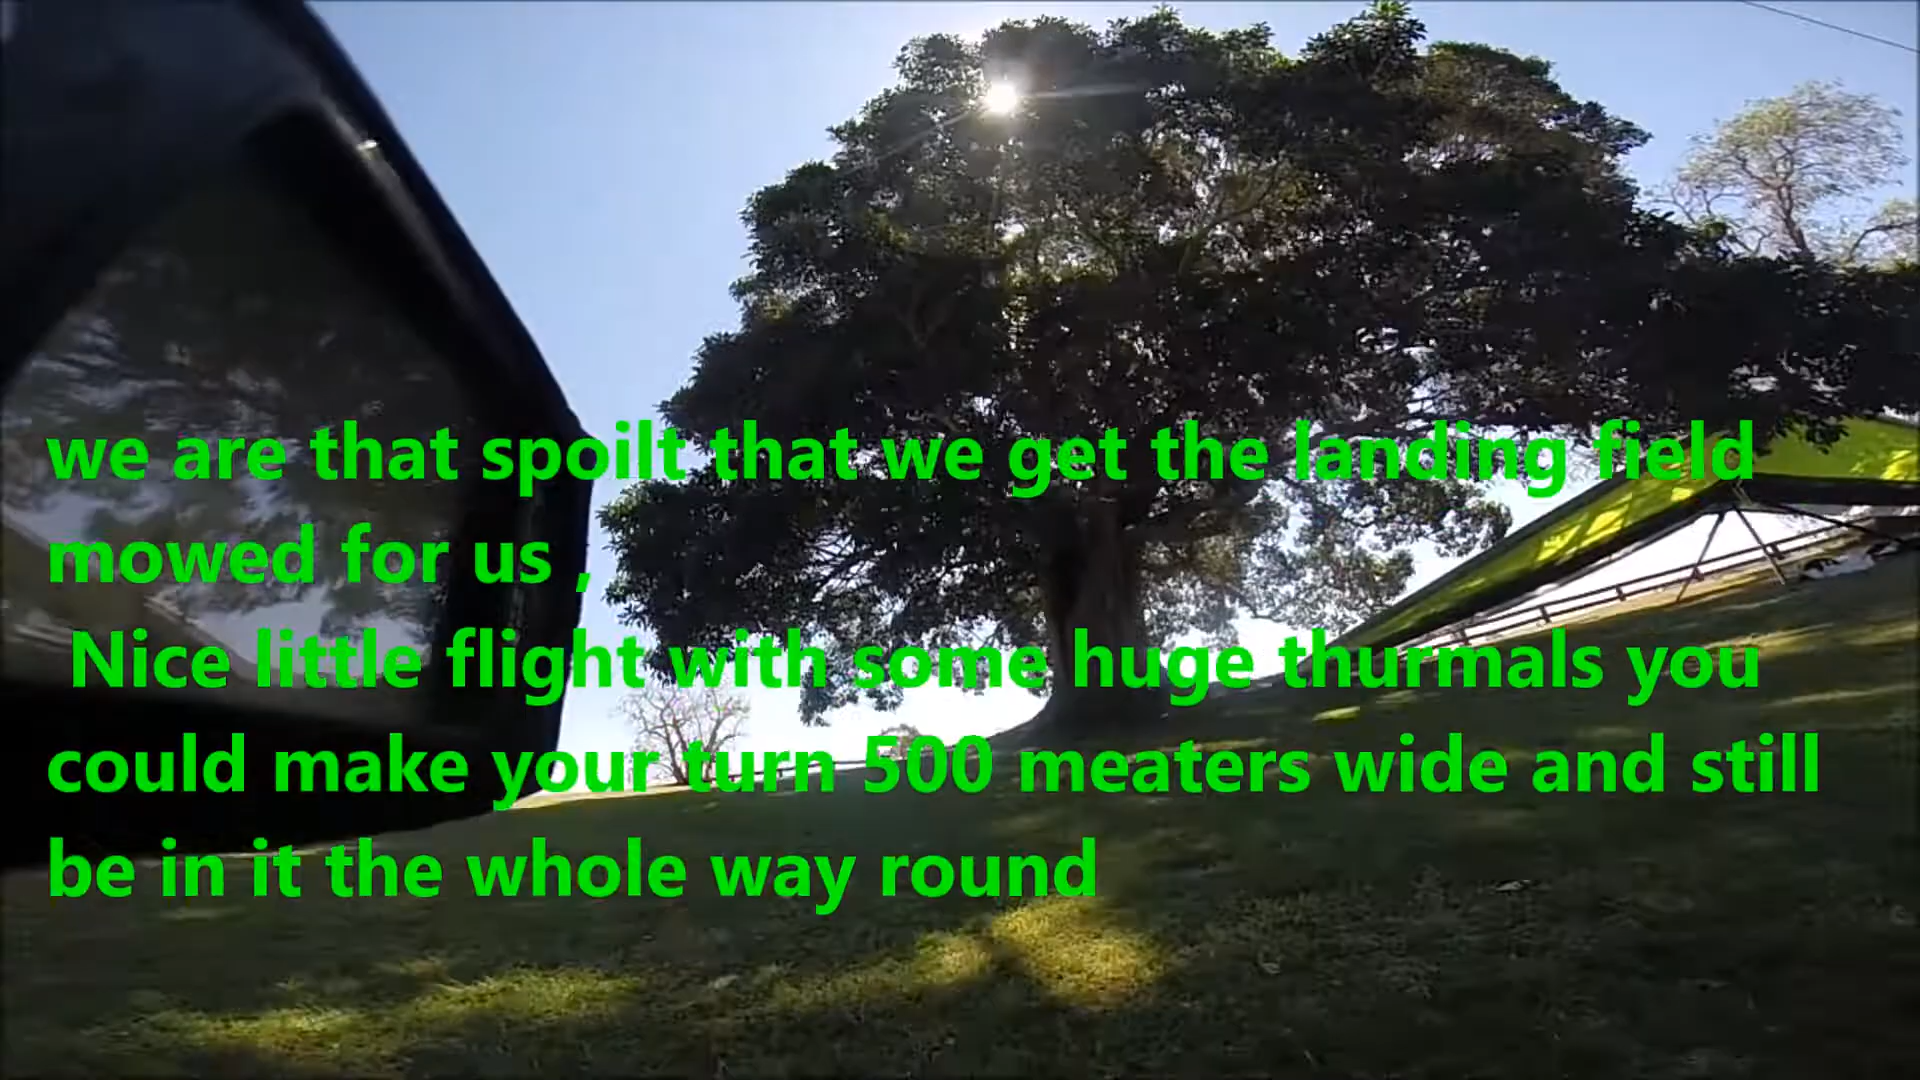 we are that spoilt that we get the landing field
mowed for us ,
Nice little flight with some huge thurmals you
could make your turn 500 meaters wide and still
be in it the whole way round